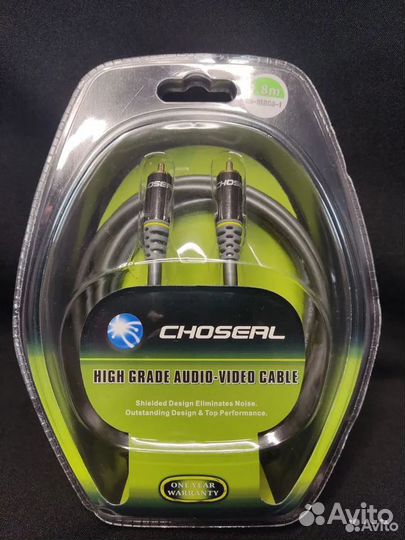 CHOSEAL
CHOSEAL
CHOSEAL
HIGH GRADE AUDIO-VIDEO CABLE
Shielded Design Eliminates Noise.
Outstanding Design & Top Performance.
ONE YEAR
WARRANTY
Avito
Avito